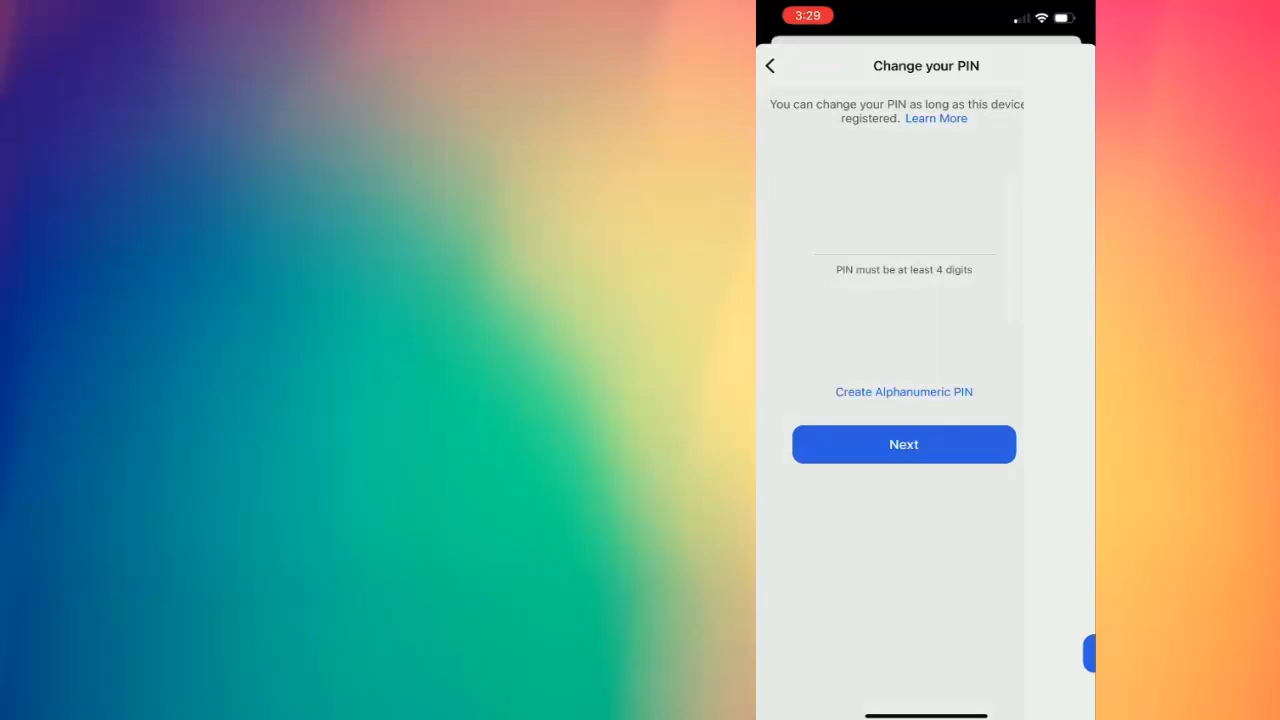 3:29
Change your PIN
You can change your PIN as long as this device
registered. Learn More
PIN must be at least 4 digits
Create Alphanumeric PIN
Next